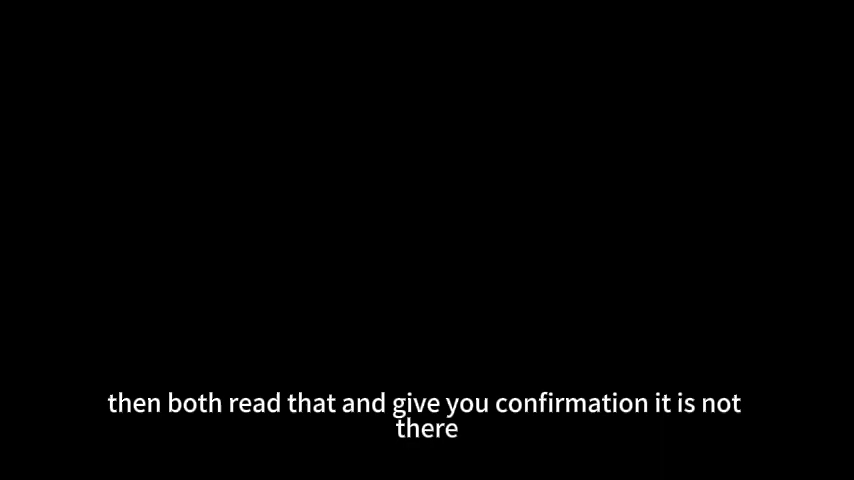 then both read that and give you confirmation it is not
there